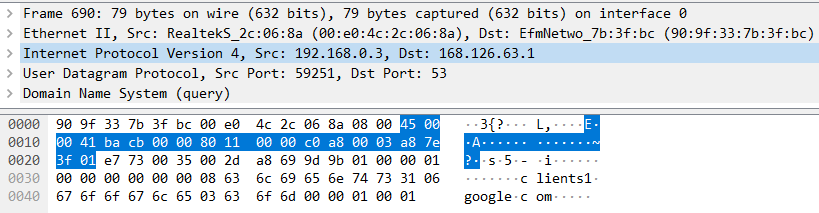 > Frame 690: 79 bytes on wire (632 bits), 79 bytes captured (632 bits) on interface 0
> Ethernet II, Src: RealtekS_2c:06:8a (00:e0:4c:2c:06:8a), Dst: EfmNetwo_7b:3f:bc (90:9f:33:7b:3f:bc)
> Internet Protocol Version 4, Src: 192.168.0.3, Dst: 168.126.63.1
> User Datagram Protocol, Src Port: 59251, Dst Port: 53
> Domain Name System (query)
0000 90 9f 33 7b 3f bc 00 e0 4c 2c 06 8a 08 00 45 00 ··3{?··· L,····E·
0010 00 41 ba cb 00 00 80 11 00 00 c0 a8 00 03 a8 7e ·A······ ·······~
0020 3f 01 e7 73 00 35 00 2d a8 69 9d 9b 01 00 00 01 ?··s·5·- ·i······
0030 00 00 00 00 00 00 08 63 6c 69 65 6e 74 73 31 06 ·······c lients1·
0040 67 6f 6f 67 6c 65 03 63 6f 6d 00 00 01 00 01 google·c om·····